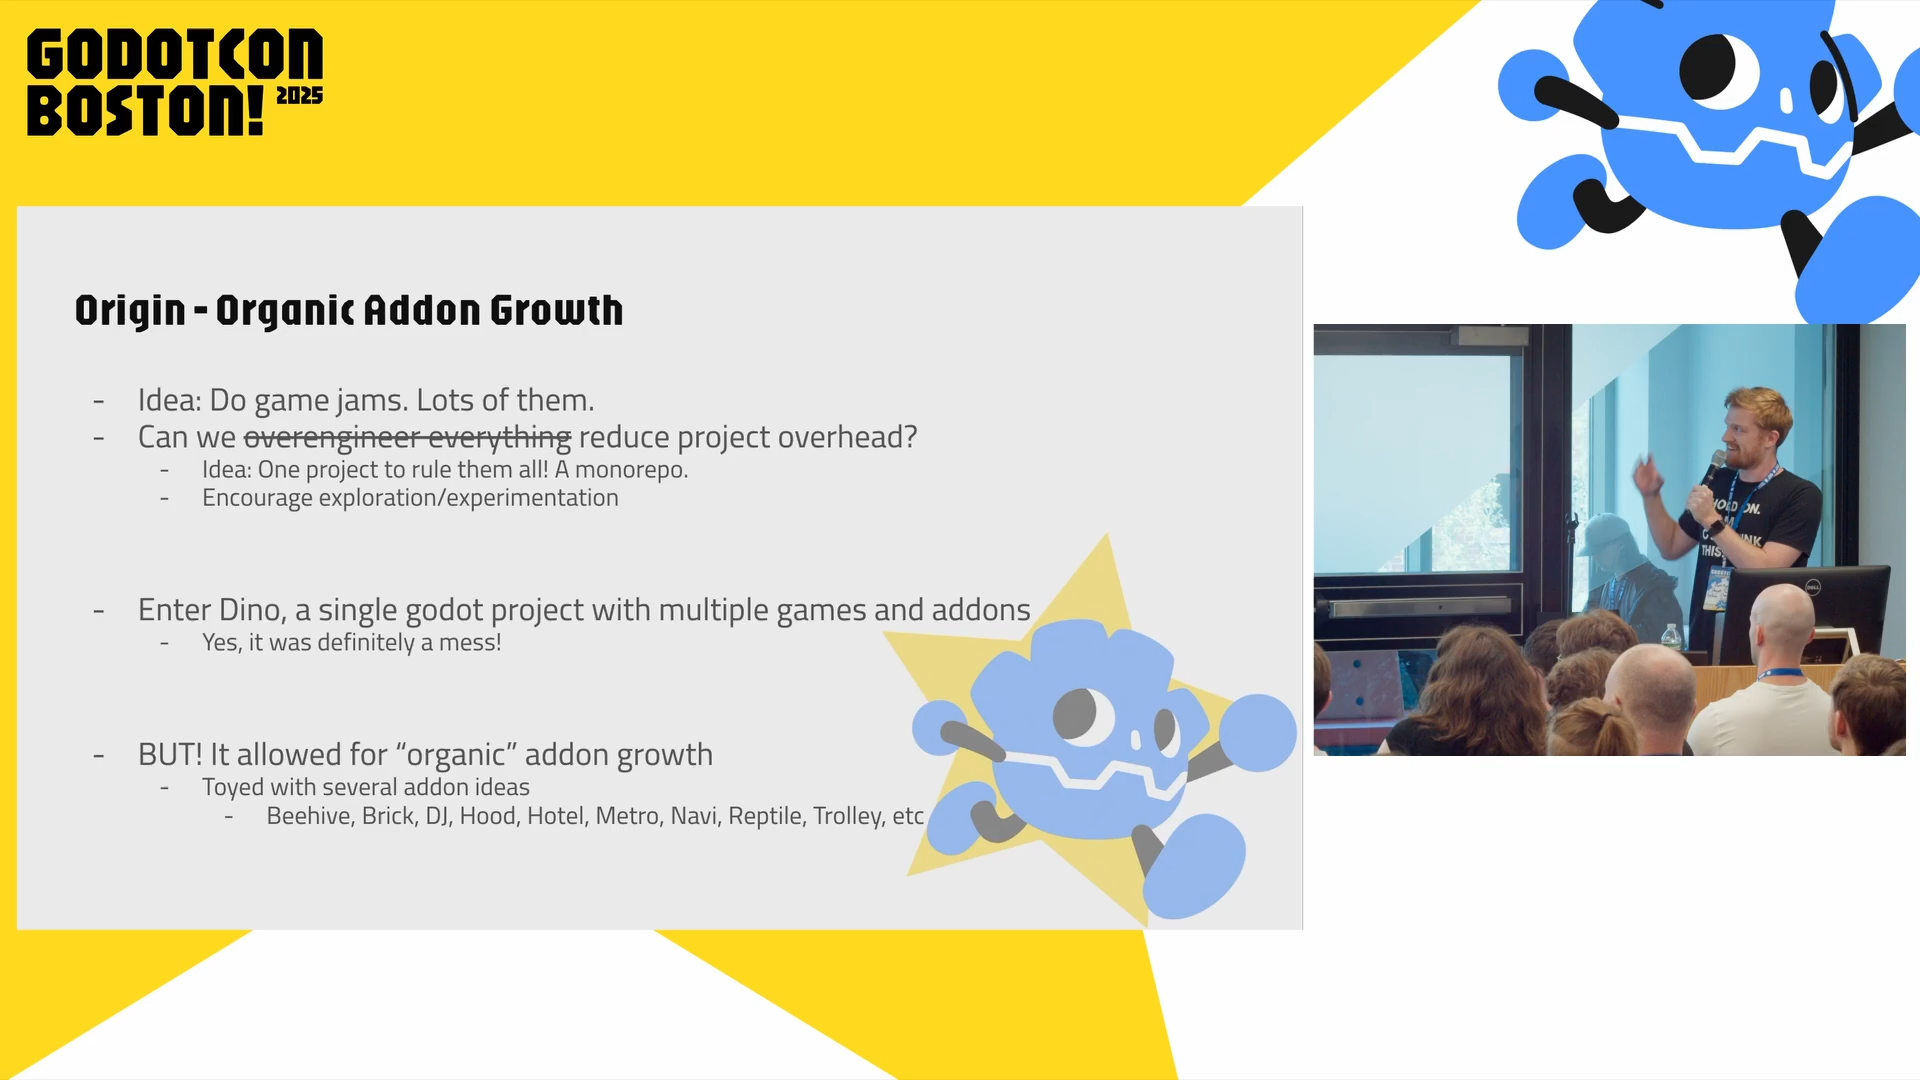 GODOTCON
BOSTON! 2025
Origin - Organic Addon Growth
- Idea: Do game jams. Lots of them.
- Can we overengineer everything reduce project overhead?
- Idea: One project to rule them all! A monorepo.
- Encourage exploration/experimentation
- Enter Dino, a single godot project with multiple games and addons
- Yes, it was definitely a mess!
- BUT! It allowed for “organic” addon growth
- Toyed with several addon ideas
- Beehive, Brick, DJ, Hood, Hotel, Metro, Navi, Reptile, Trolley, etc
THIS
DELL